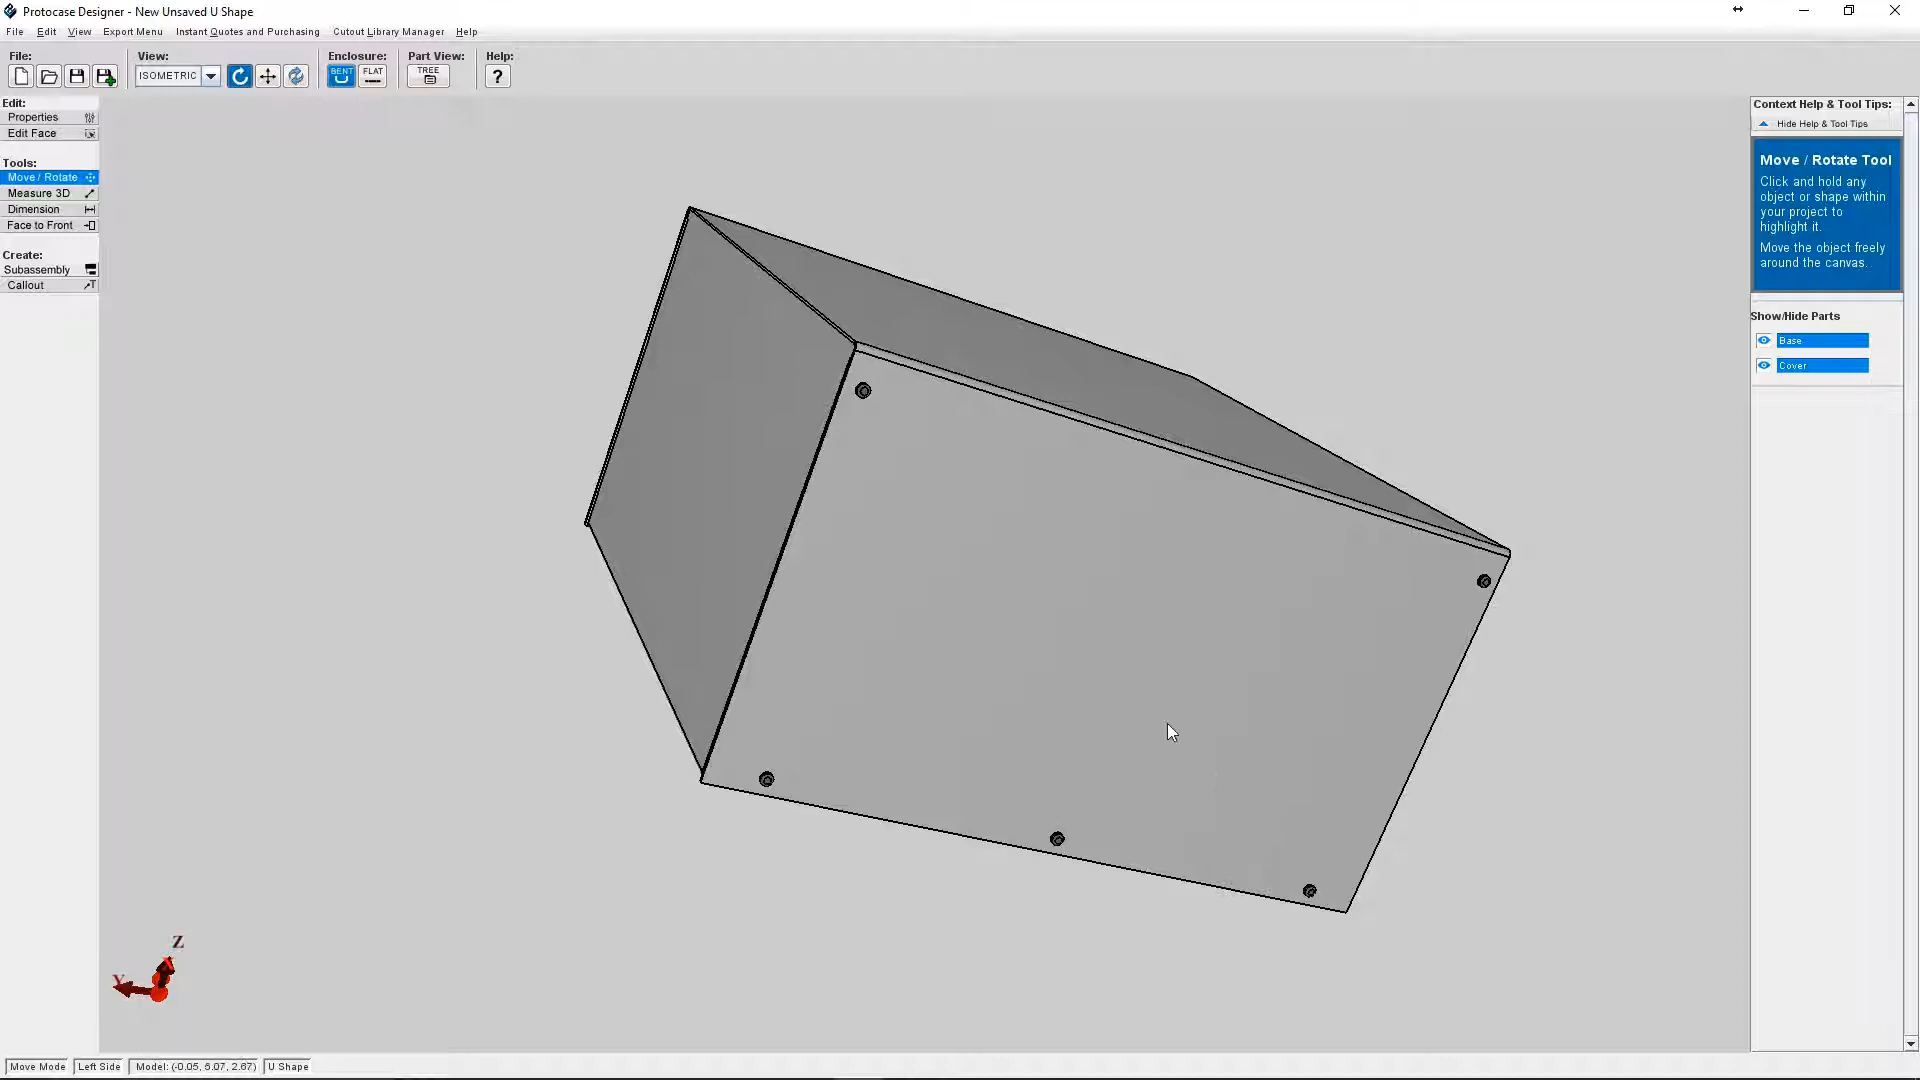 Protocase Designer - New Unsaved U Shape
File Edit View Export Menu Instant Quotes and Purchasing Cutout Library Manager Help
File: View: Enclosure: Part View: Help:
ISOMETRIC BENT FLAT TREE ?
Edit:
Properties
Edit Face
Tools:
Move / Rotate
Measure 3D
Dimension
Face to Front
Create:
Subassembly
Callout
Context Help & Tool Tips:
Hide Help & Tool Tips
Move / Rotate Tool
Click and hold any
object or shape within
your project to
highlight it.
Move the object freely
around the canvas.
Show/Hide Parts
Base
Cover
Z
Y
Move Mode Left Side Model: (-0.05, 6.07, 2.67) U Shape